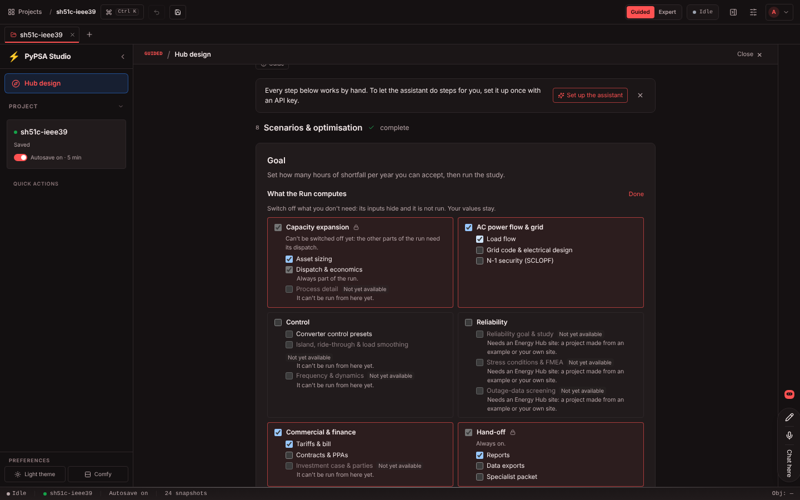 Projects / sh51c-ieee39 Ctrl K Guided Expert Idle A
sh51c-ieee39
PyPSA Studio
GUIDED / Hub design Close
Hub design
Every step below works by hand. To let the assistant do steps for you, set it up once with
an API key.
Set up the assistant
PROJECT
8 Scenarios & optimisation complete
sh51c-ieee39
Saved
Autosave on · 5 min
QUICK ACTIONS
Goal
Set how many hours of shortfall per year you can accept, then run the study.
What the Run computes Done
Switch off what you don't need: its inputs hide and it is not run. Your values stay.
Capacity expansion
Can't be switched off yet: the other parts of the run need
its dispatch.
Asset sizing
Dispatch & economics
Always part of the run.
Process detail Not yet available
It can't be run from here yet.
AC power flow & grid
Load flow
Grid code & electrical design
N-1 security (SCLOPF)
Control
Converter control presets
Island, ride-through & load smoothing
Not yet available
It can't be run from here yet.
Frequency & dynamics Not yet available
It can't be run from here yet.
Reliability
Reliability goal & study Not yet available
Needs an Energy Hub site: a project made from an
example or your own site.
Stress conditions & FMEA Not yet available
Needs an Energy Hub site: a project made from an
example or your own site.
Outage-data screening Not yet available
Needs an Energy Hub site: a project made from an
example or your own site.
Commercial & finance
Tariffs & bill
Contracts & PPAs
Investment case & parties Not yet available
It can't be run from here yet.
Hand-off
Always on.
Reports
Data exports
Specialist packet
Chat here
PREFERENCES
Light theme Comfy
Idle sh51c-ieee39 Autosave on 24 snapshots Obj: —